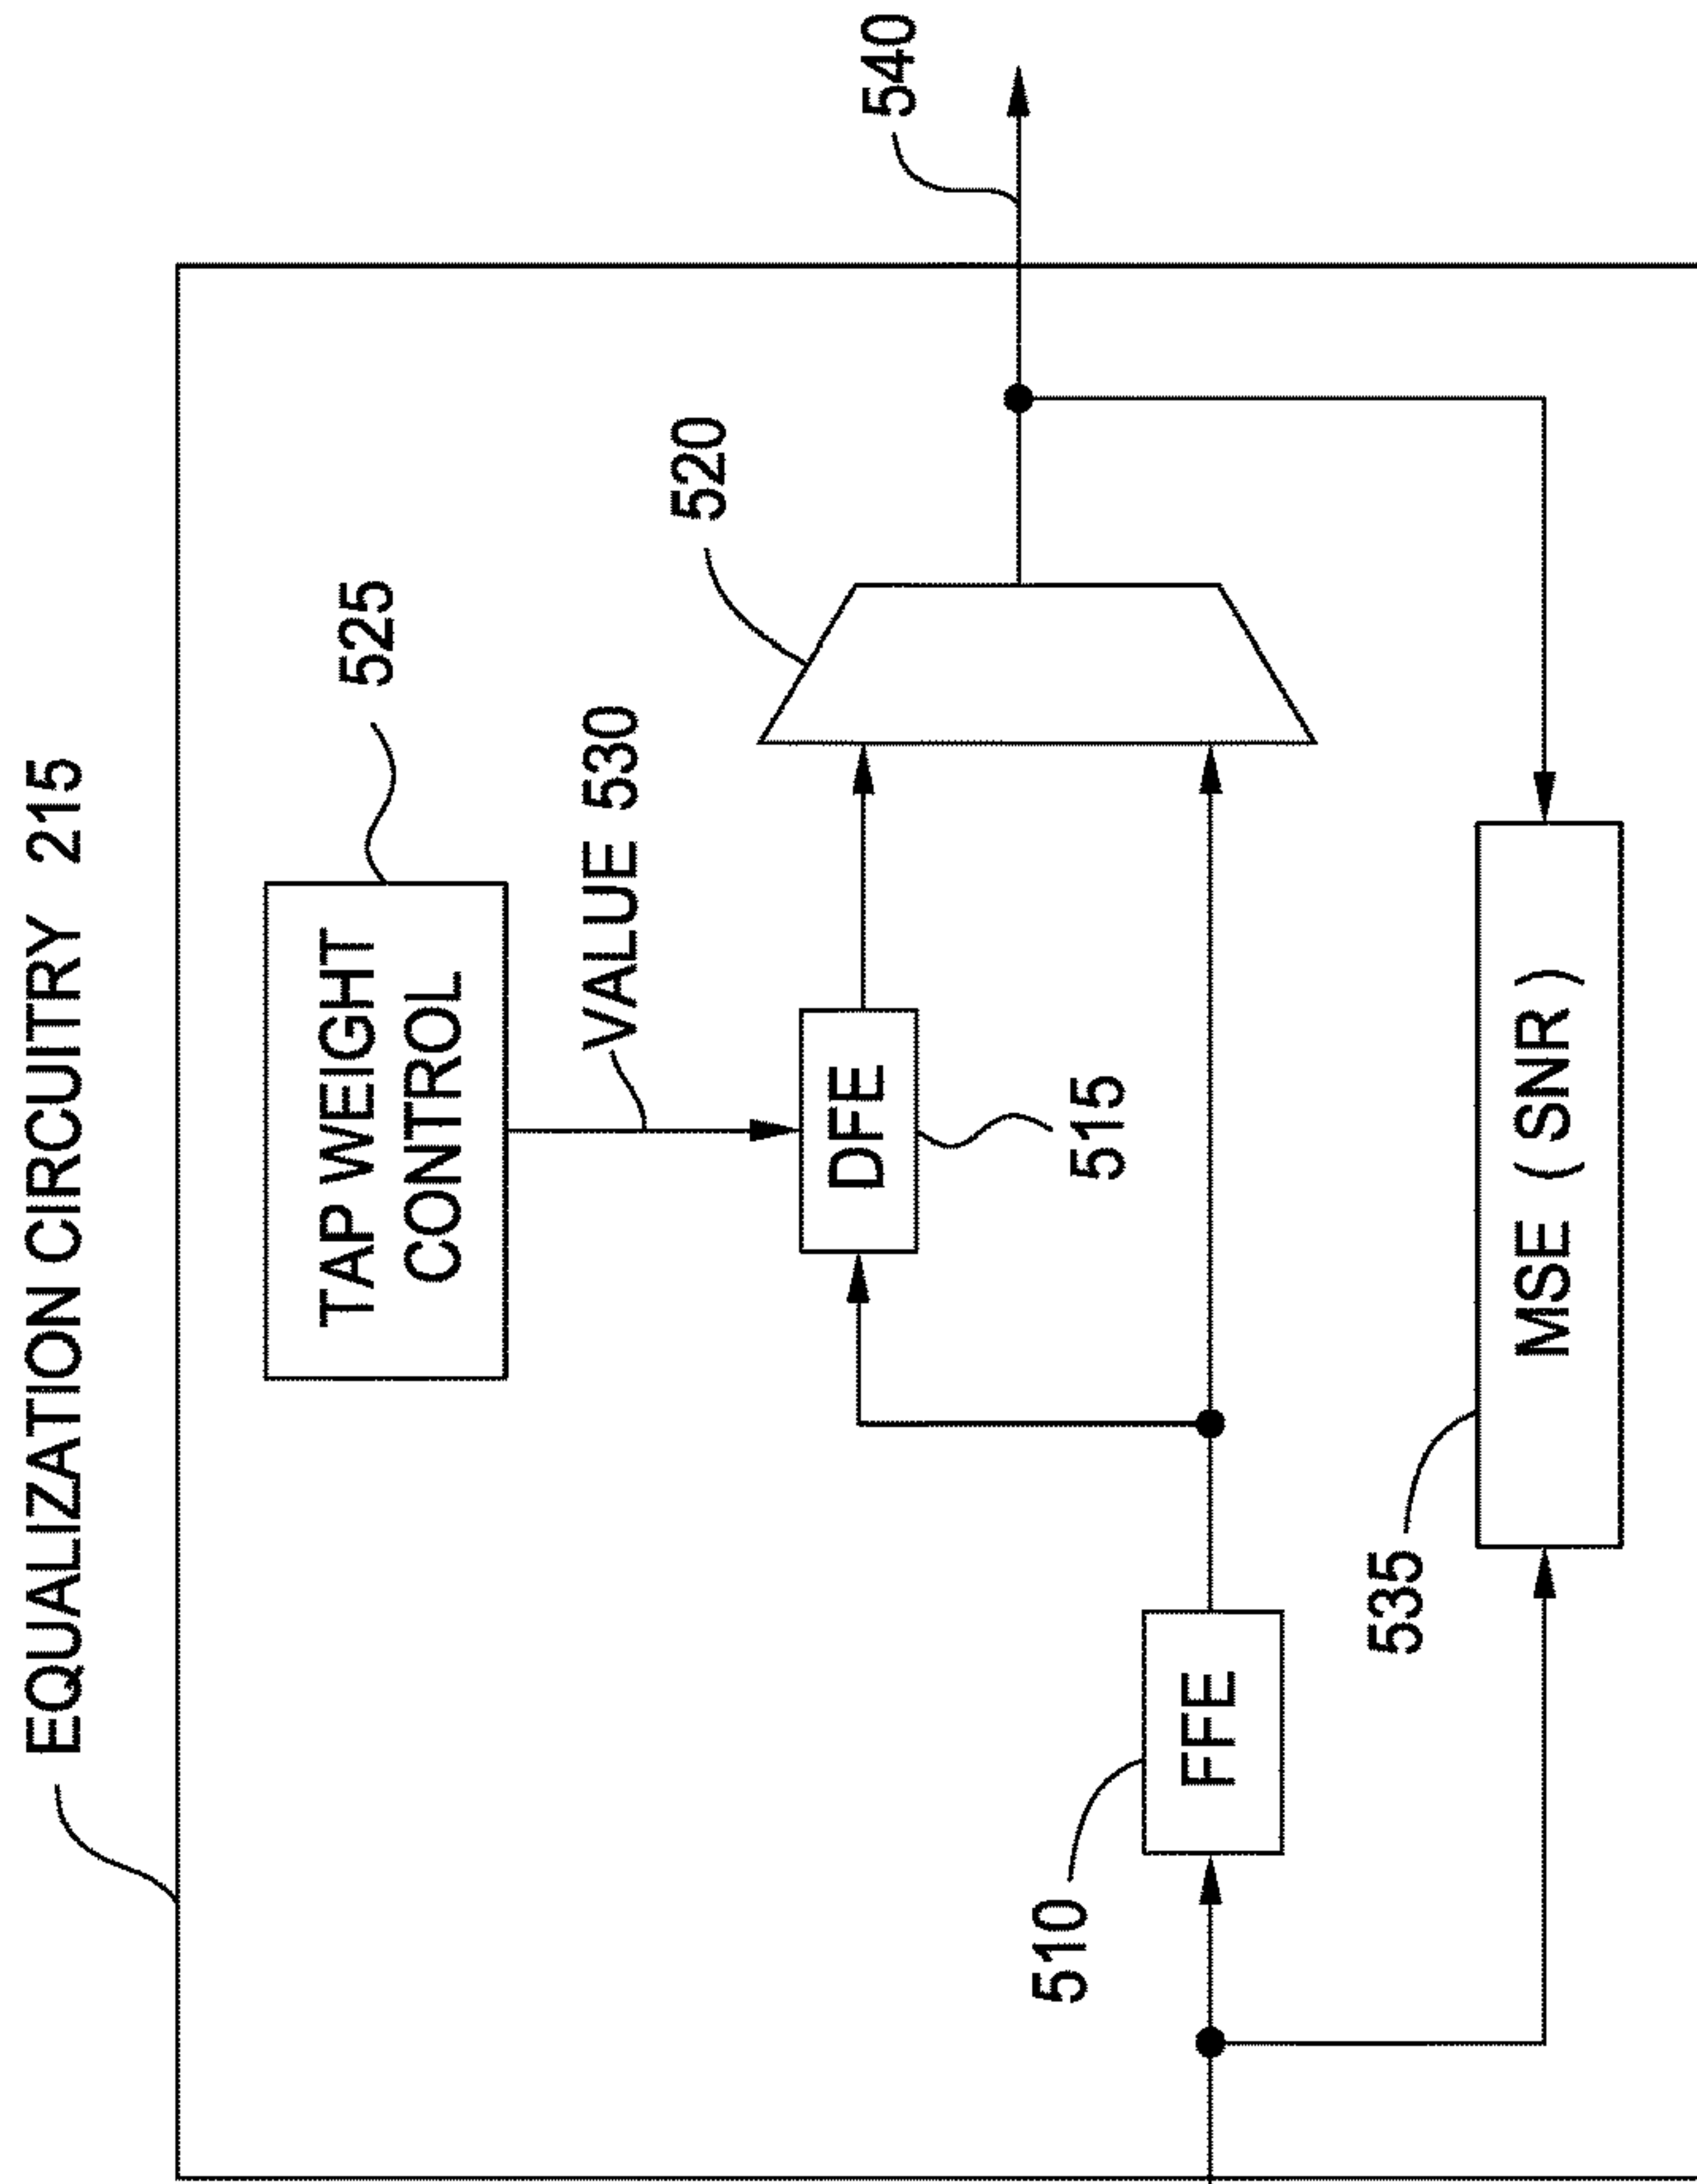 EQUALIZATION CIRCUITRY 215
TAP WEIGHT
CONTROL
525
VALUE 530
520
540
DFE
515
510
FFE
535
MSE ( SNR )